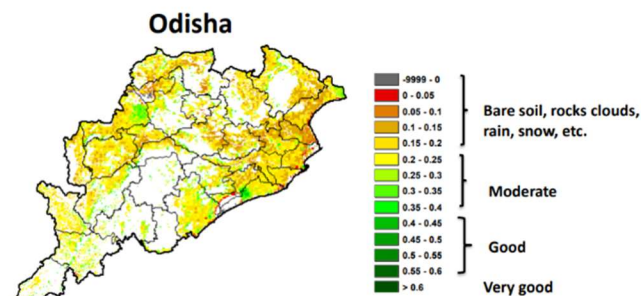 Odisha
-9999 - 0
0 - 0.05
0.05 - 0.1
0.1 - 0.15
0.15 - 0.2
0.2 - 0.25
0.25 - 0.3
0.3 - 0.35
0.35 - 0.4
0.4 - 0.45
0.45 - 0.5
0.5 - 0.55
0.55 - 0.6
> 0.6
Bare soil, rocks clouds,
rain, snow, etc.
Moderate
Good
Very good